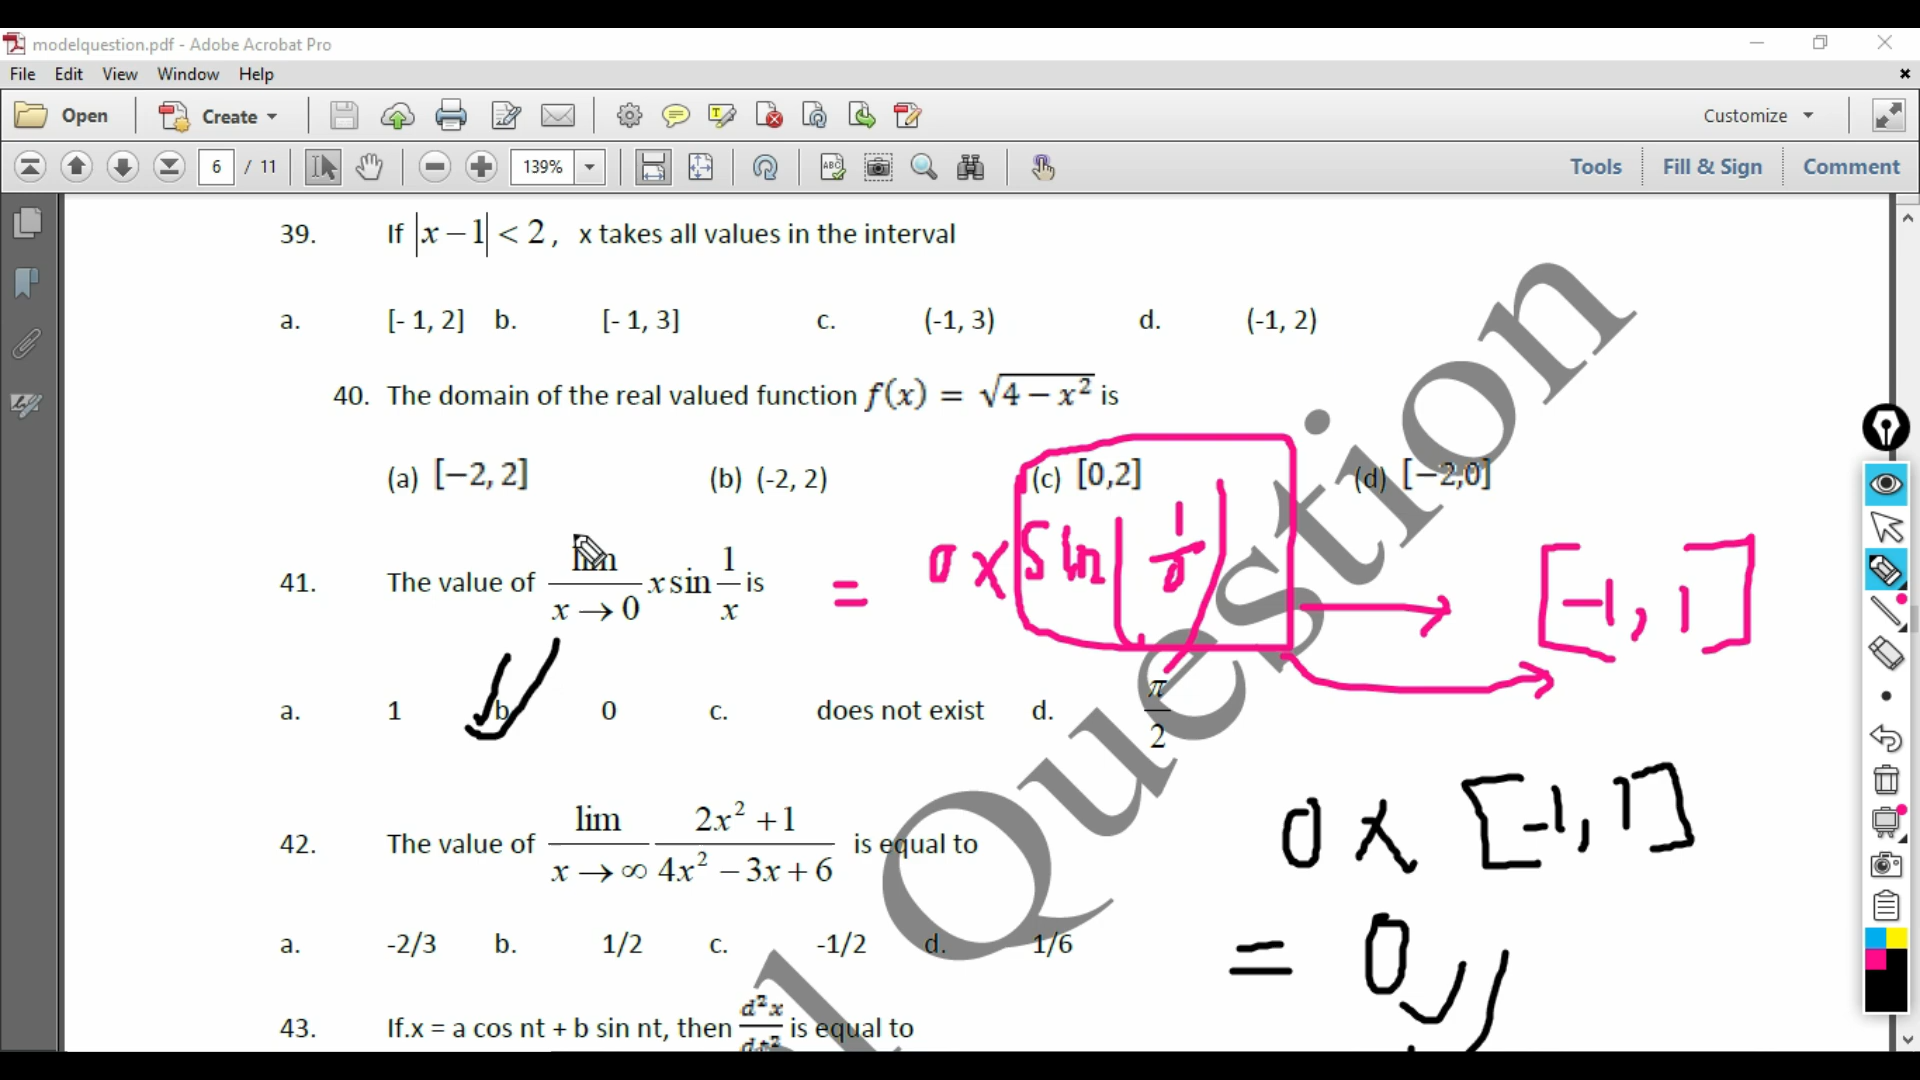 modelquestion.pdf - Adobe Acrobat Pro
File Edit View Window Help
Open Create Customize
6 / 11 139% Tools Fill & Sign Comment
39. If |x − 1| < 2, x takes all values in the interval
a. [- 1, 2] b. [- 1, 3] c. (-1, 3) d. (-1, 2)
40. The domain of the real valued function f(x) = √(4 − x²) is
(a) [−2, 2] (b) (-2, 2) (c) [0,2] (d) [−2,0]
41. The value of lim x → 0 x sin 1/x is = 0 x Sin(1/0) [-1, 1]
a. 1 b. 0 c. does not exist d. π/2
0 x [-1, 1]
42. The value of lim x → ∞ (2x² + 1)/(4x² − 3x + 6) is equal to
a. -2/3 b. 1/2 c. -1/2 d. 1/6
= 0
43. If.x = a cos nt + b sin nt, then d²x/dt² is equal to
Question